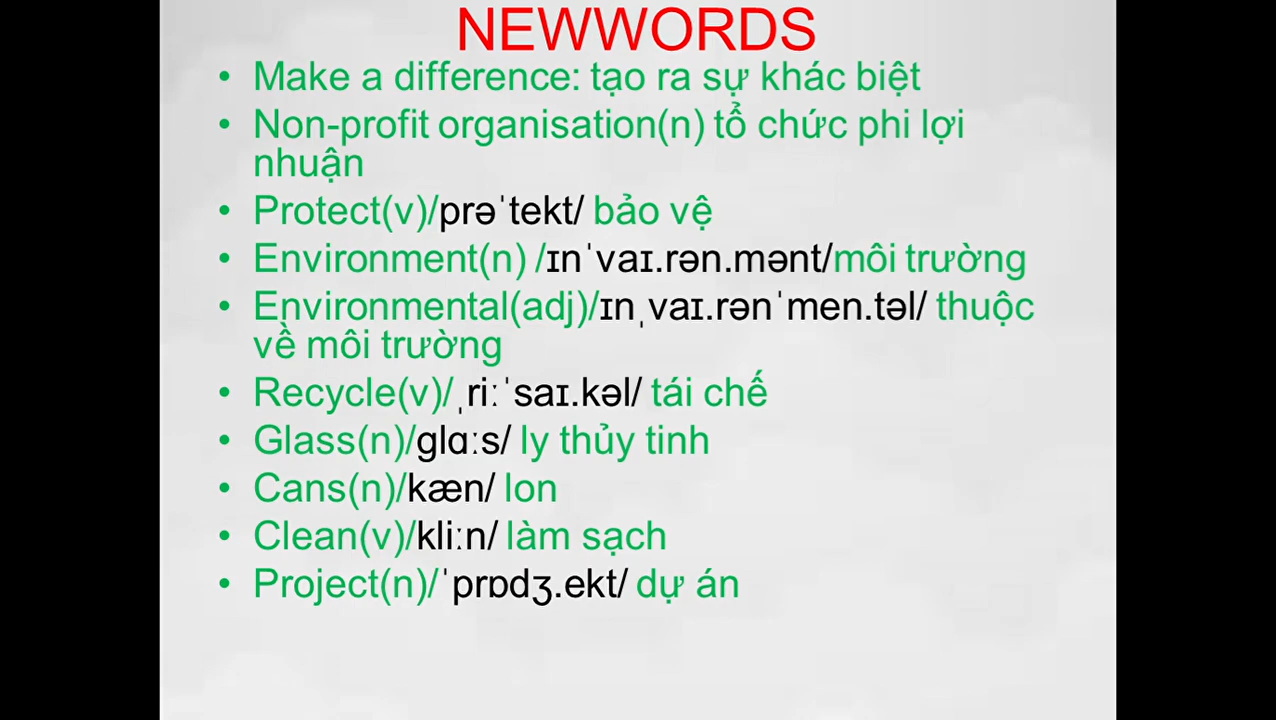 NEWWORDS
• Make a difference: tạo ra sự khác biệt
• Non-profit organisation(n) tổ chức phi lợi
nhuận
• Protect(v)/prəˈtekt/ bảo vệ
• Environment(n) /ɪnˈvaɪ.rən.mənt/môi trường
• Environmental(adj)/ɪnˌvaɪ.rənˈmen.təl/ thuộc
về môi trường
• Recycle(v)/ˌriːˈsaɪ.kəl/ tái chế
• Glass(n)/ɡlɑːs/ ly thủy tinh
• Cans(n)/kæn/ lon
• Clean(v)/kliːn/ làm sạch
• Project(n)/ˈprɒdʒ.ekt/ dự án